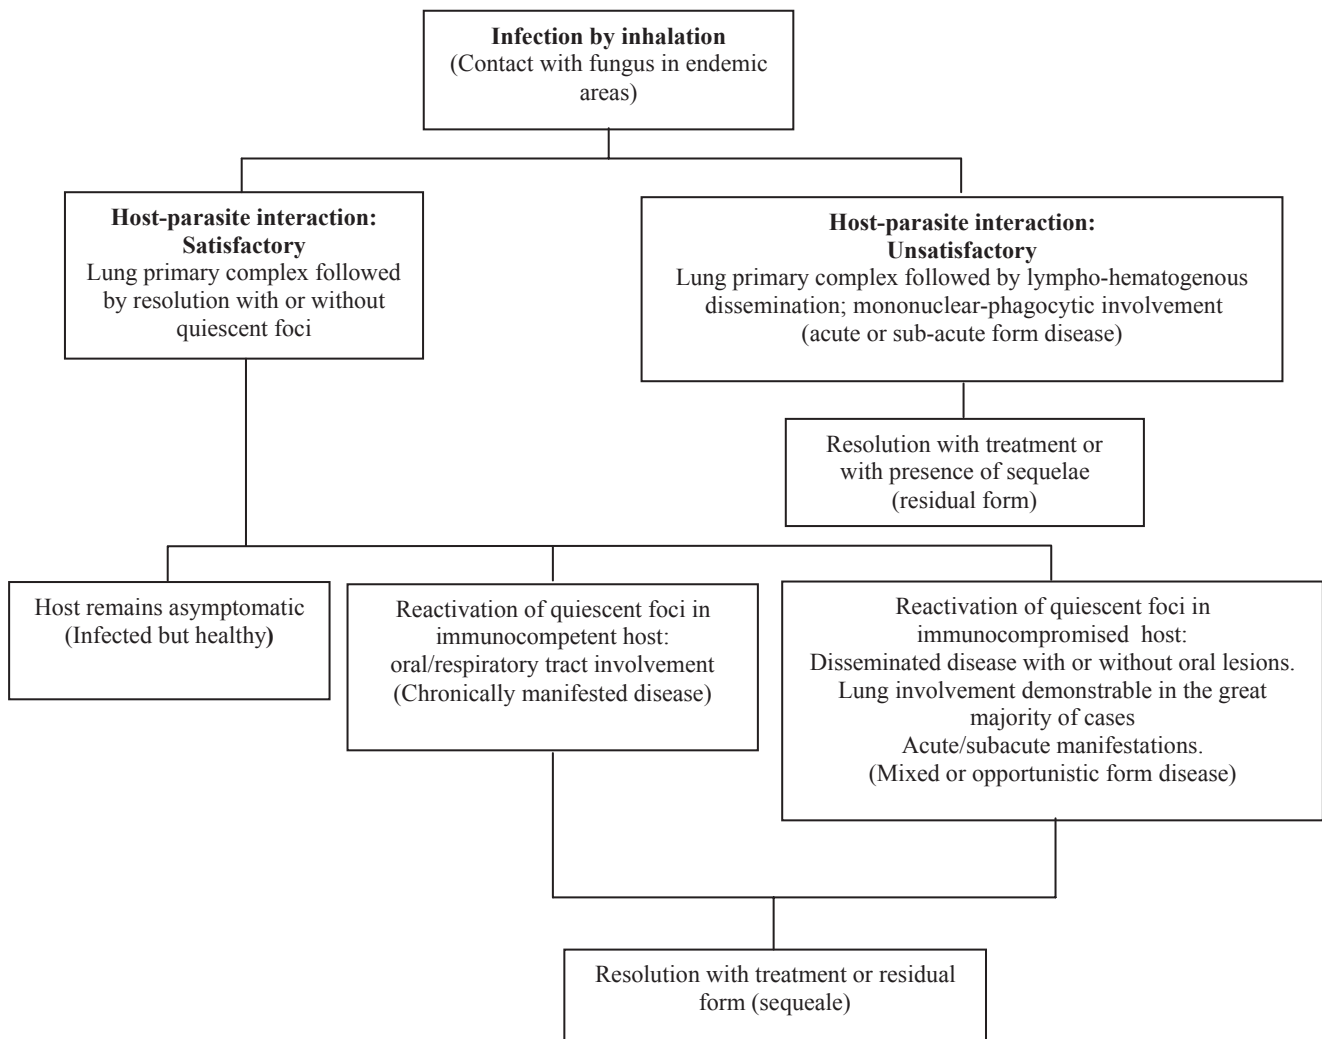 Infection by inhalation
(Contact with fungus in endemic
areas)
Host-parasite interaction:
Satisfactory
Lung primary complex followed
by resolution with or without
quiescent foci
Host-parasite interaction:
Unsatisfactory
Lung primary complex followed by lympho-hematogenous
dissemination; mononuclear-phagocytic involvement
(acute or sub-acute form disease)
Resolution with treatment or
with presence of sequelae
(residual form)
Host remains asymptomatic
(Infected but healthy)
Reactivation of quiescent foci in
immunocompetent host:
oral/respiratory tract involvement
(Chronically manifested disease)
Reactivation of quiescent foci in
immunocompromised host:
Disseminated disease with or without oral lesions.
Lung involvement demonstrable in the great
majority of cases
Acute/subacute manifestations.
(Mixed or opportunistic form disease)
Resolution with treatment or residual
form (sequeale)